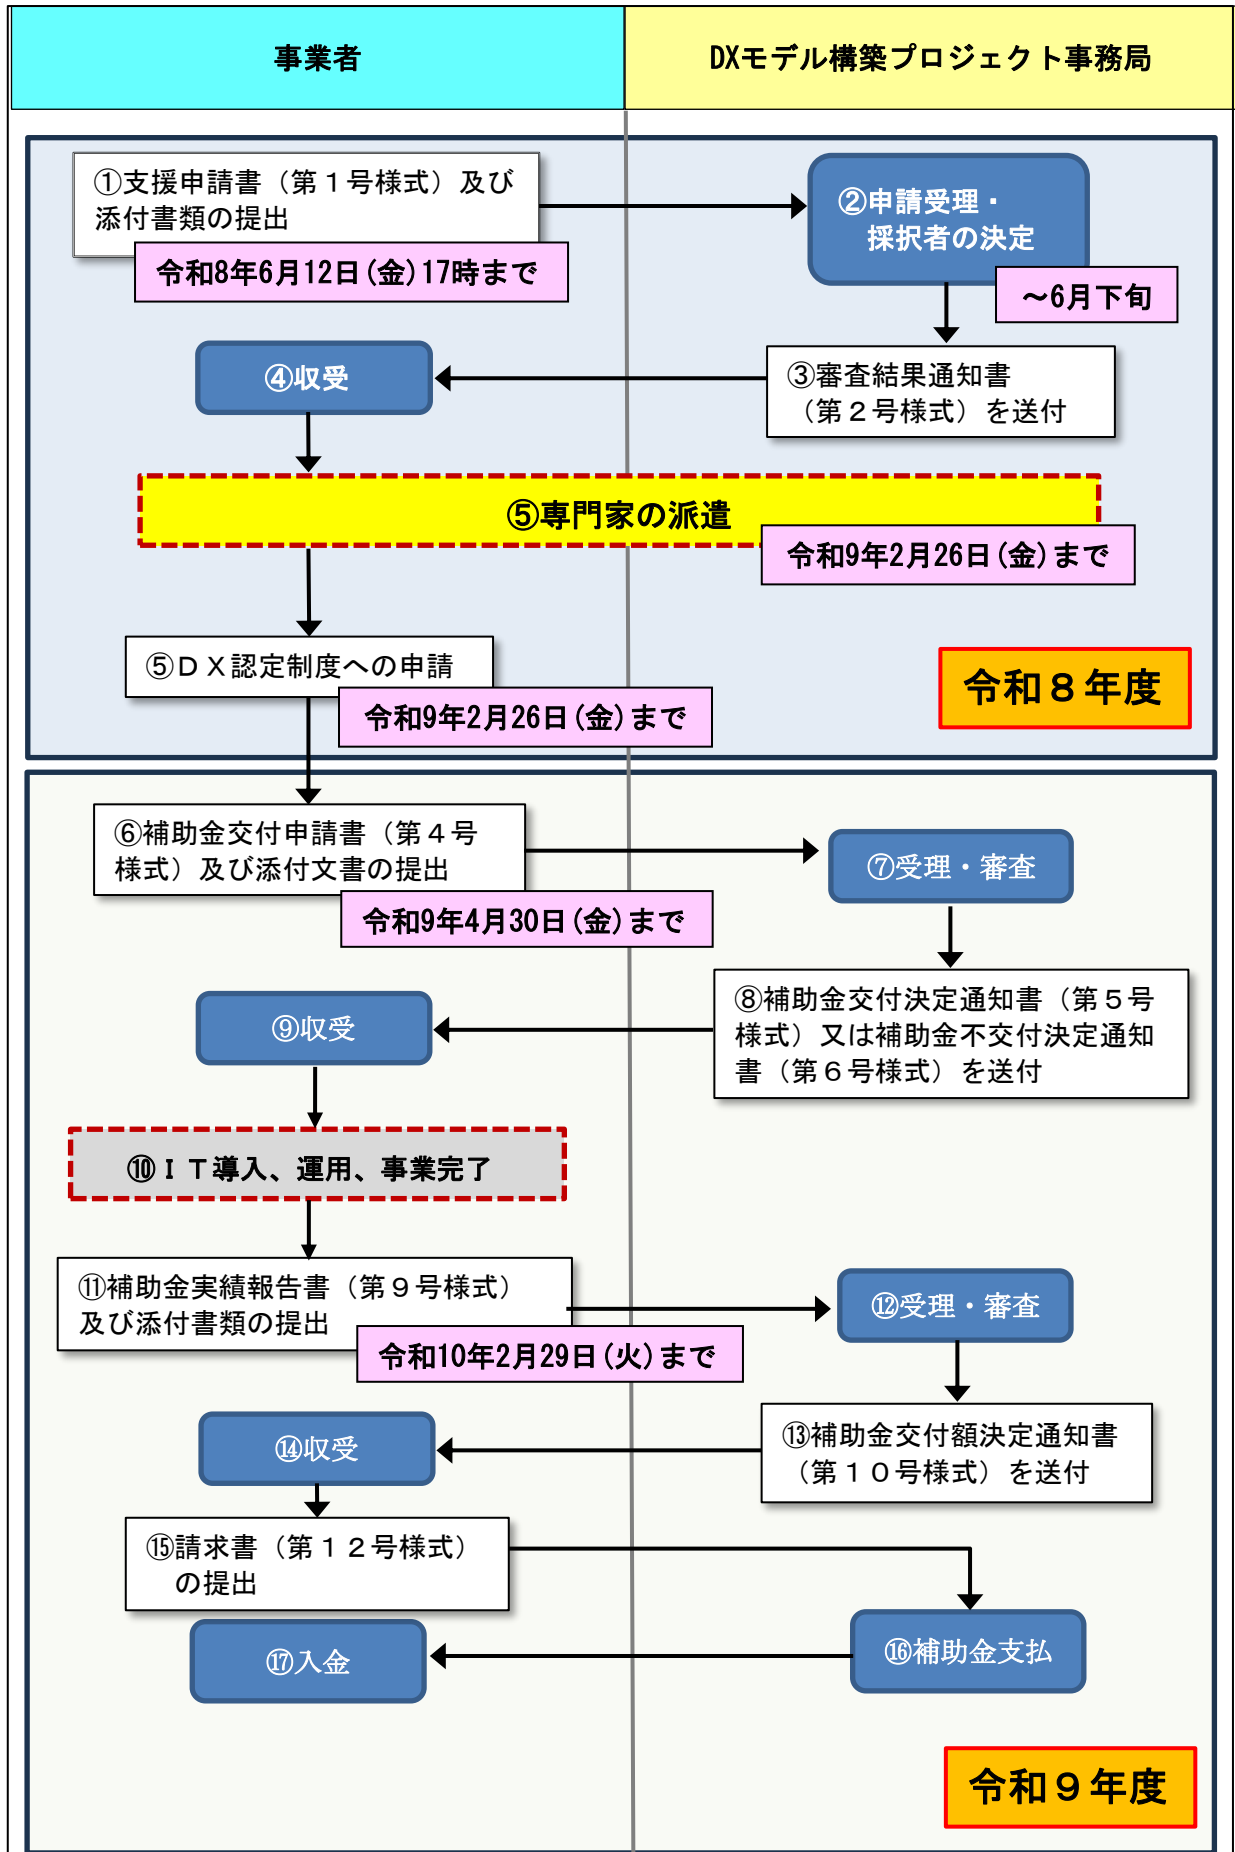 事業者
DXモデル構築プロジェクト事務局
①支援申請書（第１号様式）及び
添付書類の提出
令和8年6月12日(金)17時まで
②申請受理・
採択者の決定
～6月下旬
③審査結果通知書
（第２号様式）を送付
④収受
⑤専門家の派遣
令和9年2月26日(金)まで
⑤ＤＸ認定制度への申請
令和9年2月26日(金)まで
令和８年度
⑥補助金交付申請書（第４号
様式）及び添付文書の提出
令和9年4月30日(金)まで
⑦受理・審査
⑧補助金交付決定通知書（第５号
様式）又は補助金不交付決定通知
書（第６号様式）を送付
⑨収受
⑩ＩＴ導入、運用、事業完了
⑪補助金実績報告書（第９号様式）
及び添付書類の提出
令和10年2月29日(火)まで
⑫受理・審査
⑬補助金交付額決定通知書
（第１０号様式）を送付
⑭収受
⑮請求書（第１２号様式）
の提出
⑯補助金支払
⑰入金
令和９年度